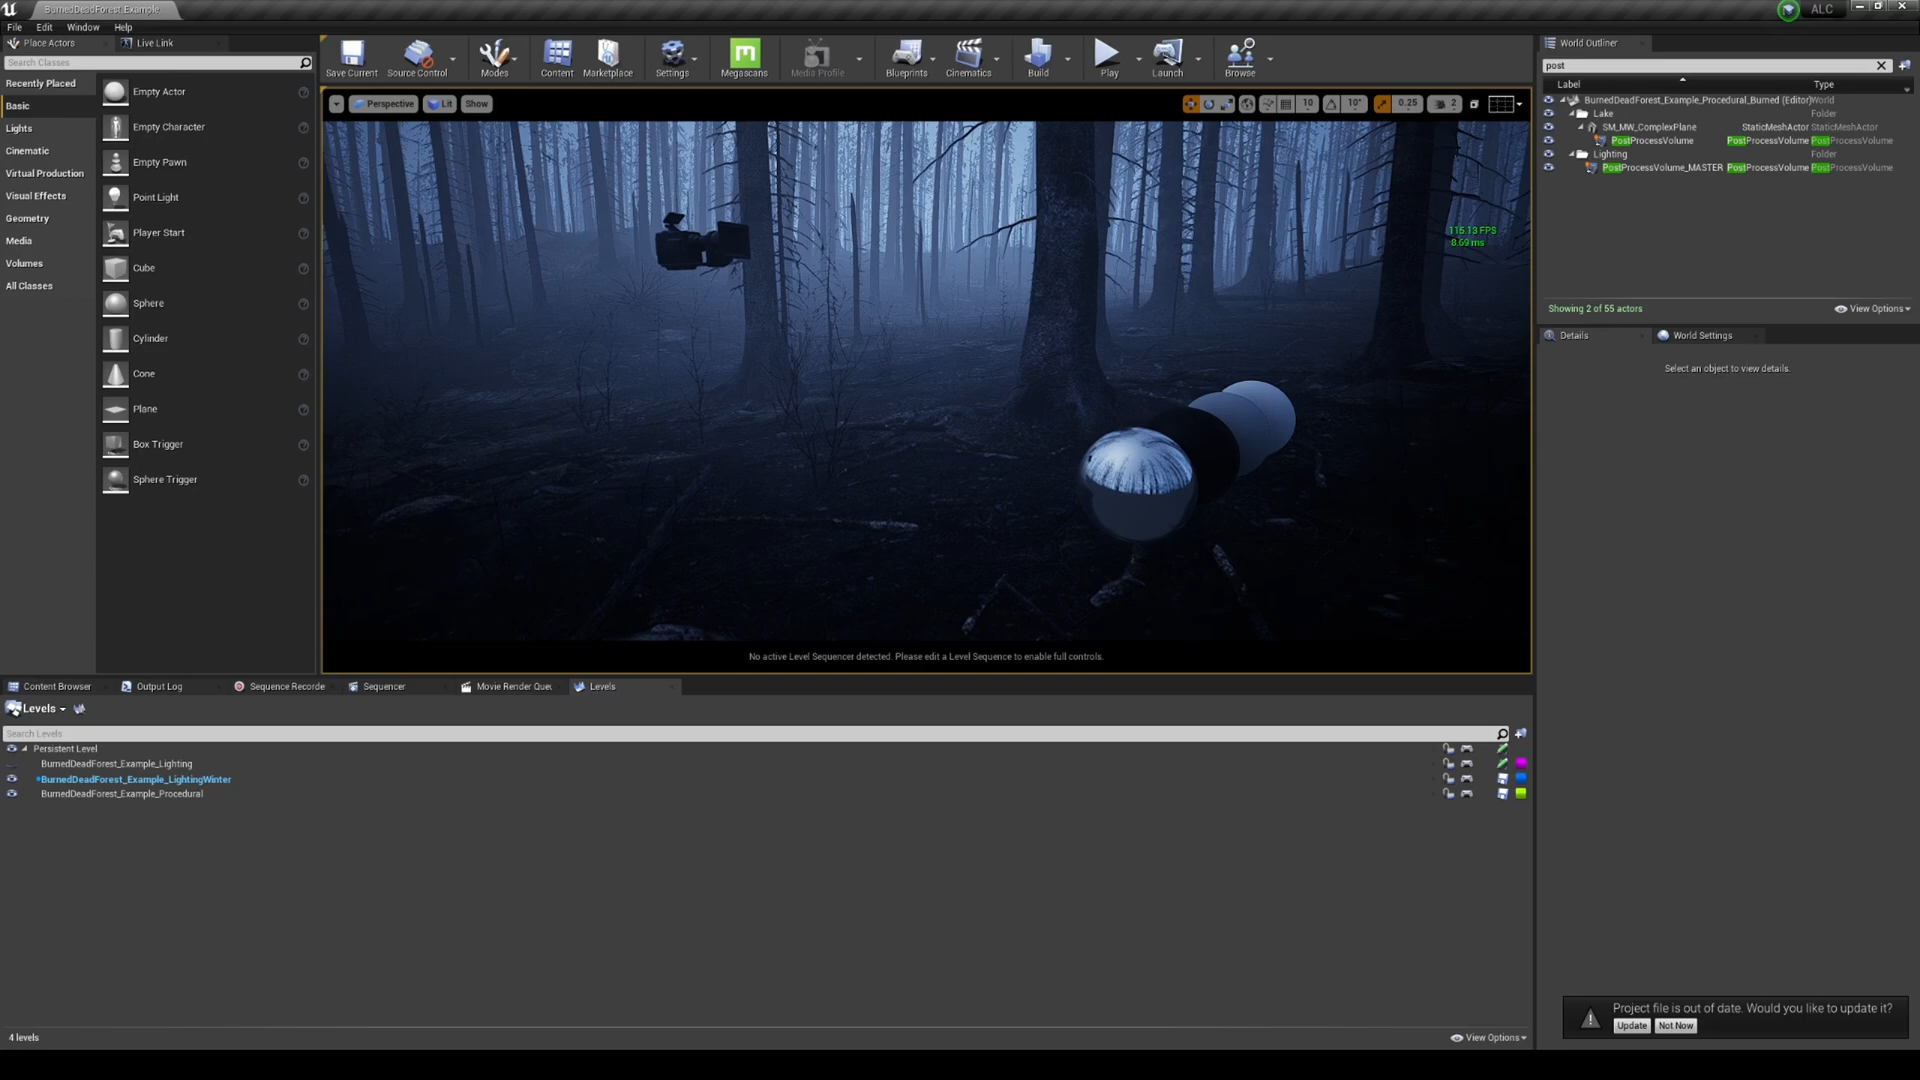 BurnedDeadForest_Example
ALC
File Edit Window Help
Place Actors
Live Link
Search Classes
Recently Placed
Basic
Lights
Cinematic
Virtual Production
Visual Effects
Geometry
Media
Volumes
All Classes
Empty Actor
Empty Character
Empty Pawn
Point Light
Player Start
Cube
Sphere
Cylinder
Cone
Plane
Box Trigger
Sphere Trigger
Save Current
Source Control
Modes
Content
Marketplace
Settings
Megascans
Media Profile
Blueprints
Cinematics
Build
Play
Launch
Browse
Perspective
Lit
Show
10
10°
0.25
2
115.13 FPS
8.69 ms
No active Level Sequencer detected. Please edit a Level Sequence to enable full controls.
World Outliner
post
Label Type
BurnedDeadForest_Example_Procedural_Burned (Editor) World
Lake Folder
SM_MW_ComplexPlane StaticMeshActor StaticMeshActor
PostProcessVolume PostProcessVolume PostProcessVolume
Lighting Folder
PostProcessVolume_MASTER PostProcessVolume PostProcessVolume
Showing 2 of 55 actors
View Options
Details
World Settings
Select an object to view details.
Content Browser
Output Log
Sequence Recorde
Sequencer
Movie Render Que
Levels
Levels
Search Levels
Persistent Level
BurnedDeadForest_Example_Lighting
BurnedDeadForest_Example_LightingWinter
BurnedDeadForest_Example_Procedural
4 levels
View Options
Project file is out of date. Would you like to update it?
Update
Not Now